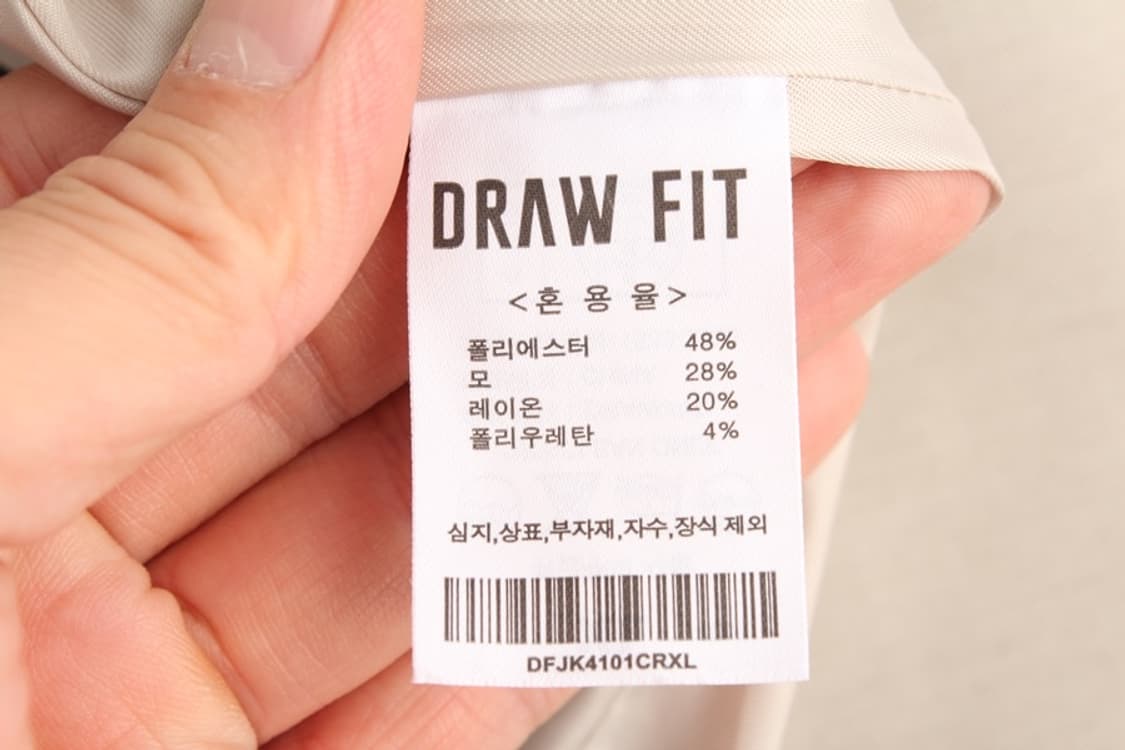 DRAW FIT
<혼 용 율>
폴리에스터 48%
모 28%
레이온 20%
폴리우레탄 4%
심지,상표,부자재,자수,장식 제외
DFJK4101CRXL